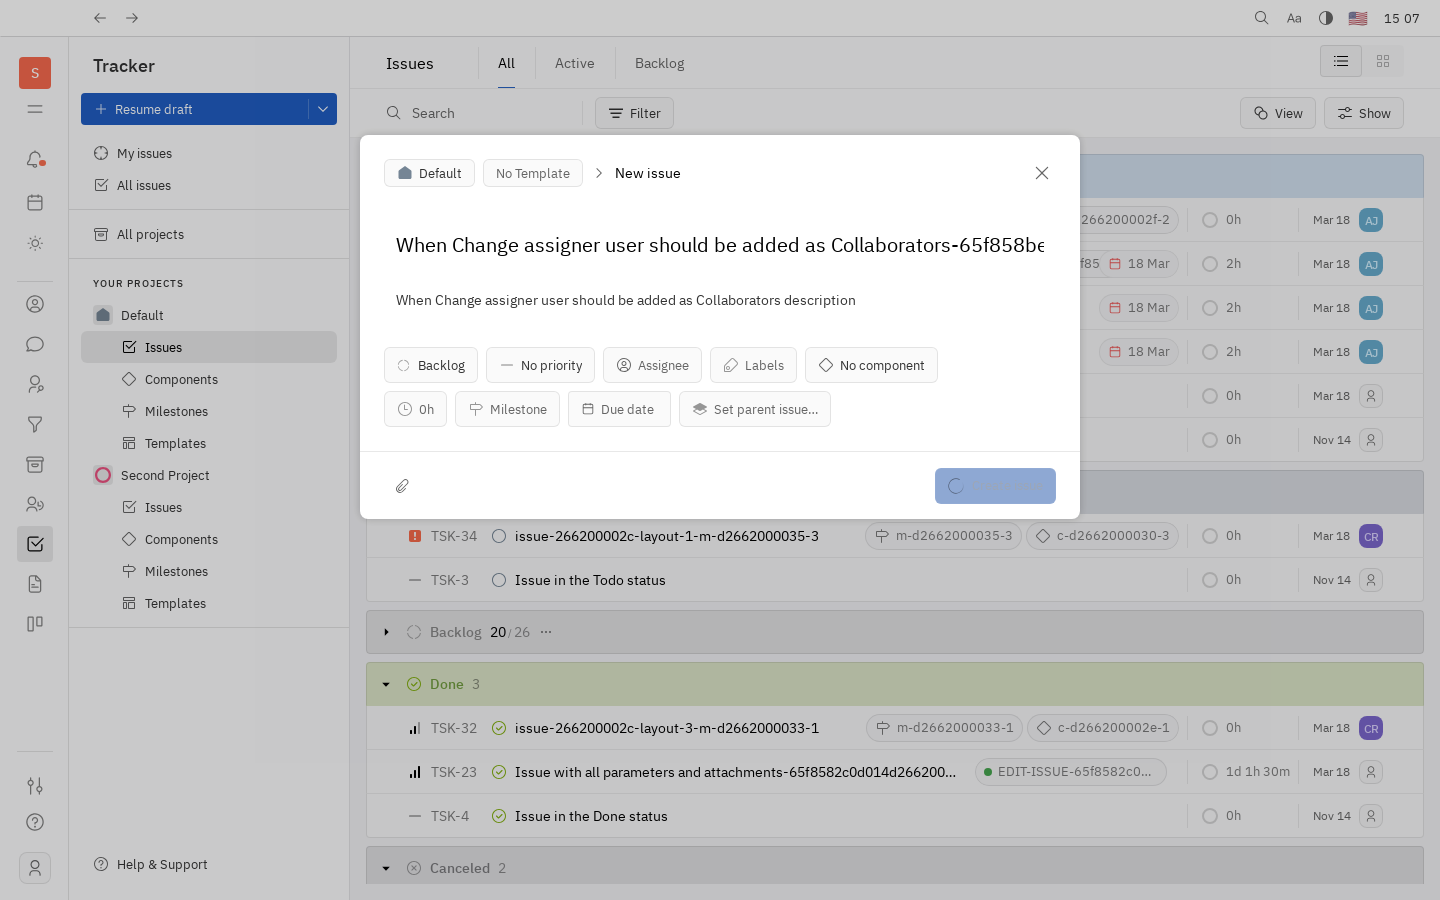 Aa
15 07
S
Tracker
Resume draft
My issues
All issues
All projects
YOUR PROJECTS
Default
Issues
Components
Milestones
Templates
Second Project
Issues
Components
Milestones
Templates
Help & Support
Issues
All
Active
Backlog
Search
Filter
View
Show
Default
No Template
New issue
When Change assigner user should be added as Collaborators-65f858be
When Change assigner user should be added as Collaborators description
Backlog
No priority
Assignee
Labels
No component
0h
Milestone
Due date
Set parent issue...
266200002f-2 0h Mar 18 AJ
f85 18 Mar 2h Mar 18 AJ
18 Mar 2h Mar 18 AJ
18 Mar 2h Mar 18 AJ
0h Mar 18
0h Nov 14
TSK-34 issue-266200002c-layout-1-m-d2662000035-3 m-d2662000035-3 c-d2662000030-3 0h Mar 18 CR
TSK-3 Issue in the Todo status 0h Nov 14
Backlog 20/26 ...
Done 3
TSK-32 issue-266200002c-layout-3-m-d2662000033-1 m-d2662000033-1 c-d266200002e-1 0h Mar 18 CR
TSK-23 Issue with all parameters and attachments-65f8582c0d014d266200... EDIT-ISSUE-65f8582c0... 1d 1h 30m Mar 18
TSK-4 Issue in the Done status 0h Nov 14
Canceled 2